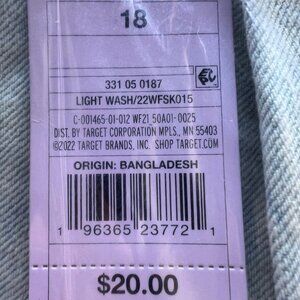 18
331 05 0187
LIGHT WASH/22WFSK015
C-001465-01-012 WF21 50A01-0025
DIST. BY TARGET CORPORATION MPLS., MN 55403
©2022 TARGET BRANDS, INC. SHOP TARGET.COM
ORIGIN: BANGLADESH
1 96365 23772 1
$20.00